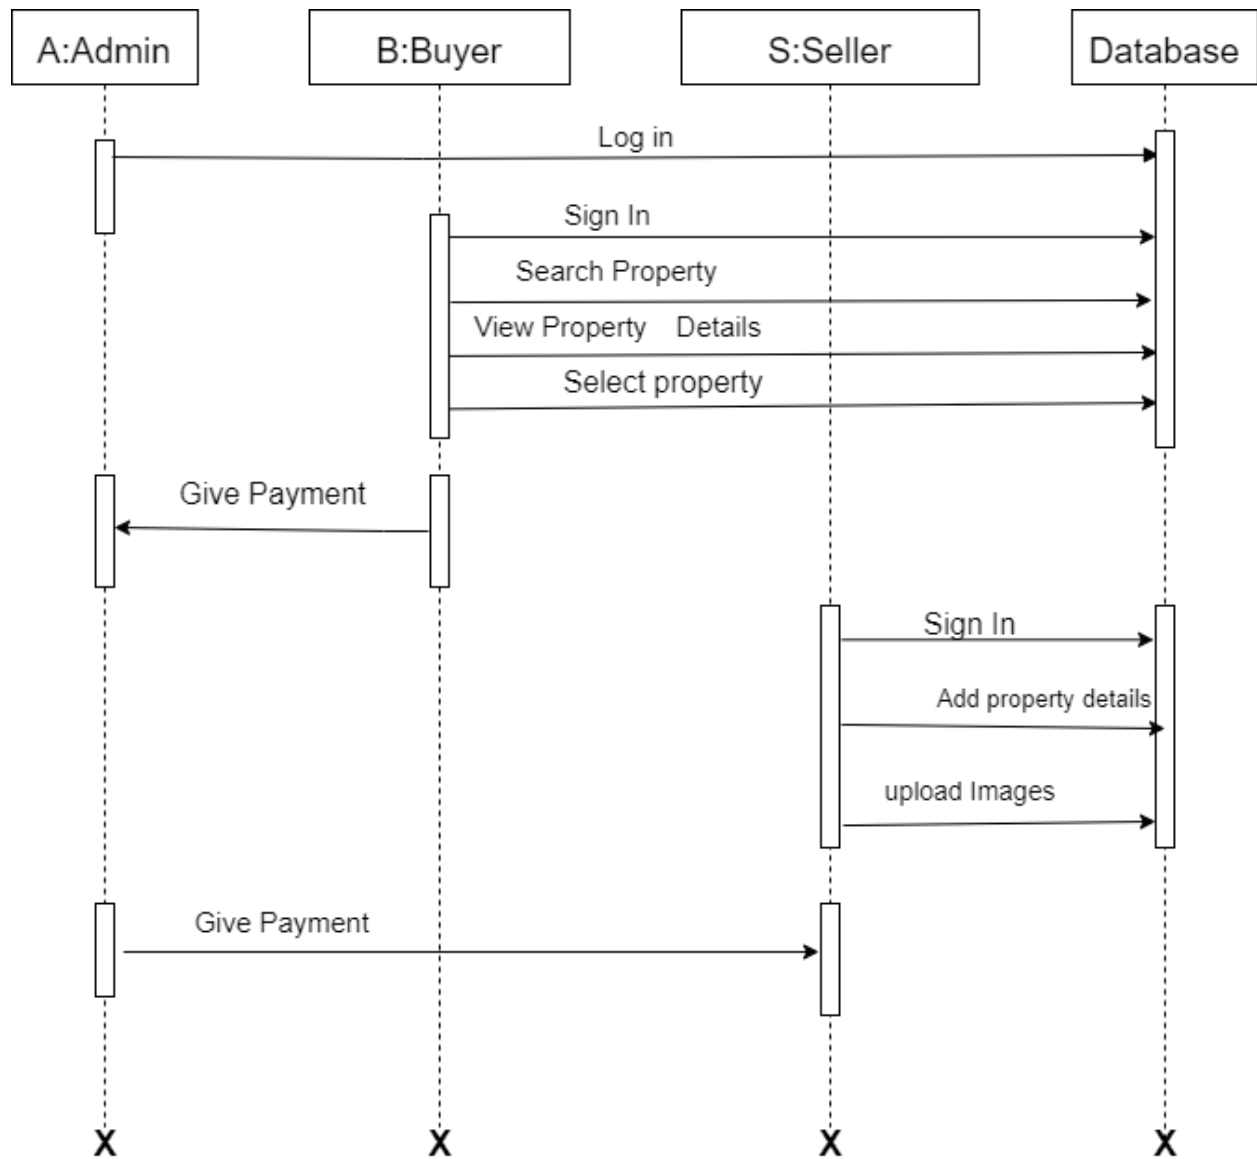 A:Admin
B:Buyer
S:Seller
Database
Log in
Sign In
Search Property
View Property Details
Select property
Give Payment
Sign In
Add property details
upload Images
Give Payment
X
X
X
X